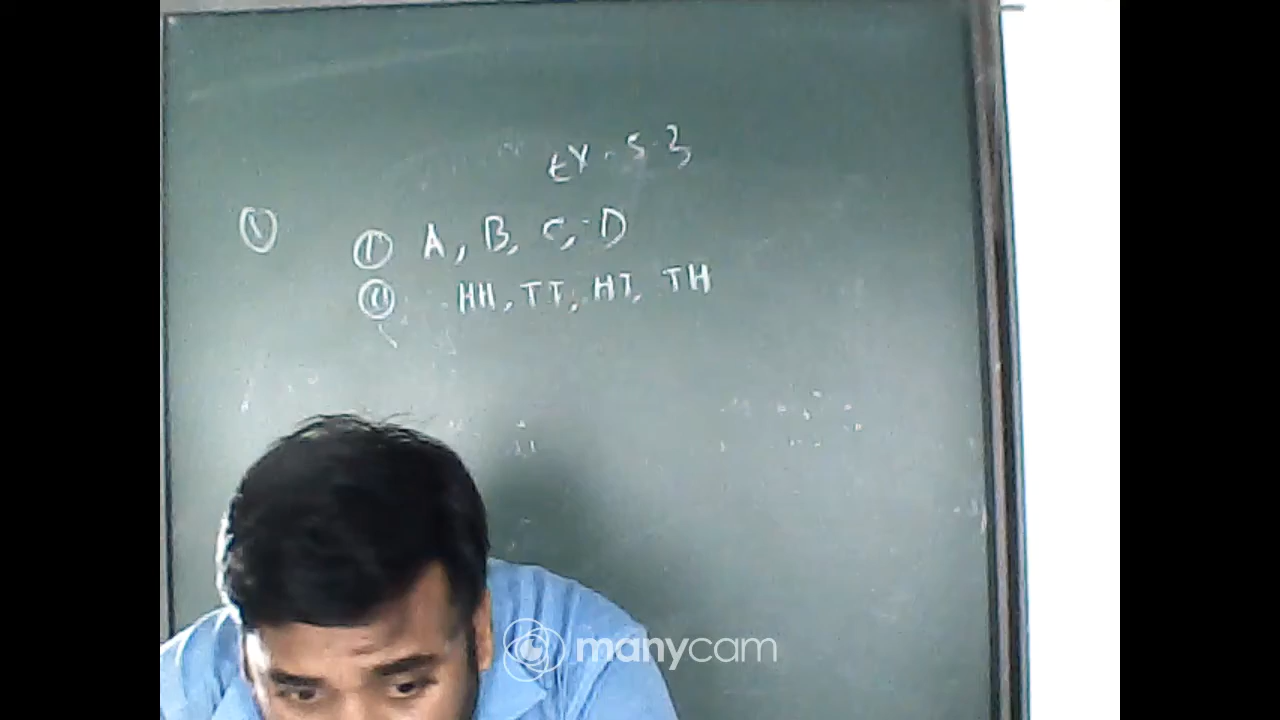 EX-5.3
① ① A, B, C, D
② HH, TT, HT, TH
manycam